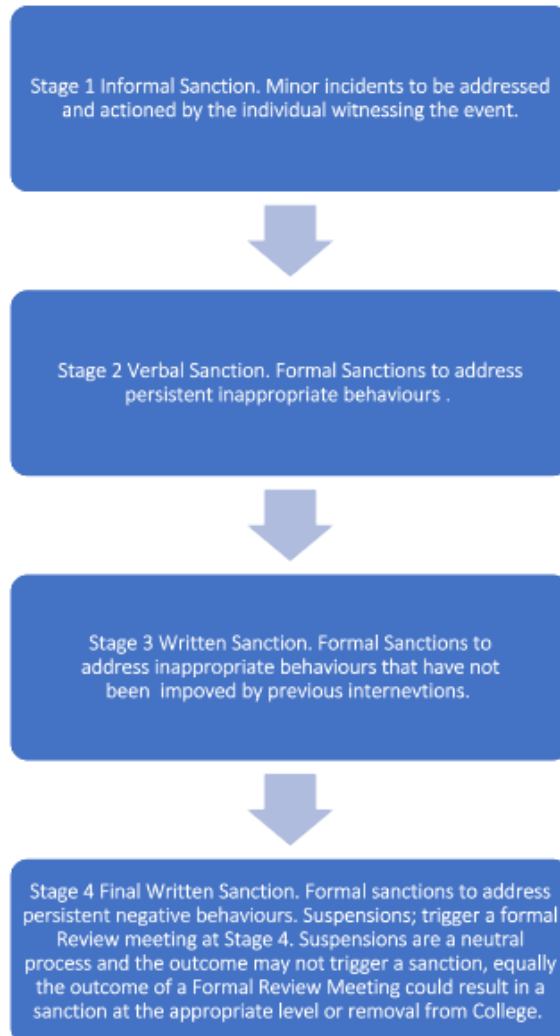 Stage 1 Informal Sanction. Minor incidents to be addressed
and actioned by the individual witnessing the event.
Stage 2 Verbal Sanction. Formal Sanctions to address
persistent inappropriate behaviours .
Stage 3 Written Sanction. Formal Sanctions to
address inappropriate behaviours that have not
been impoved by previous internevtions.
Stage 4 Final Written Sanction. Formal sanctions to address
persistent negative behaviours. Suspensions; trigger a formal
Review meeting at Stage 4. Suspensions are a neutral
process and the outcome may not trigger a sanction, equally
the outcome of a Formal Review Meeting could result in a
sanction at the appropriate level or removal from College.